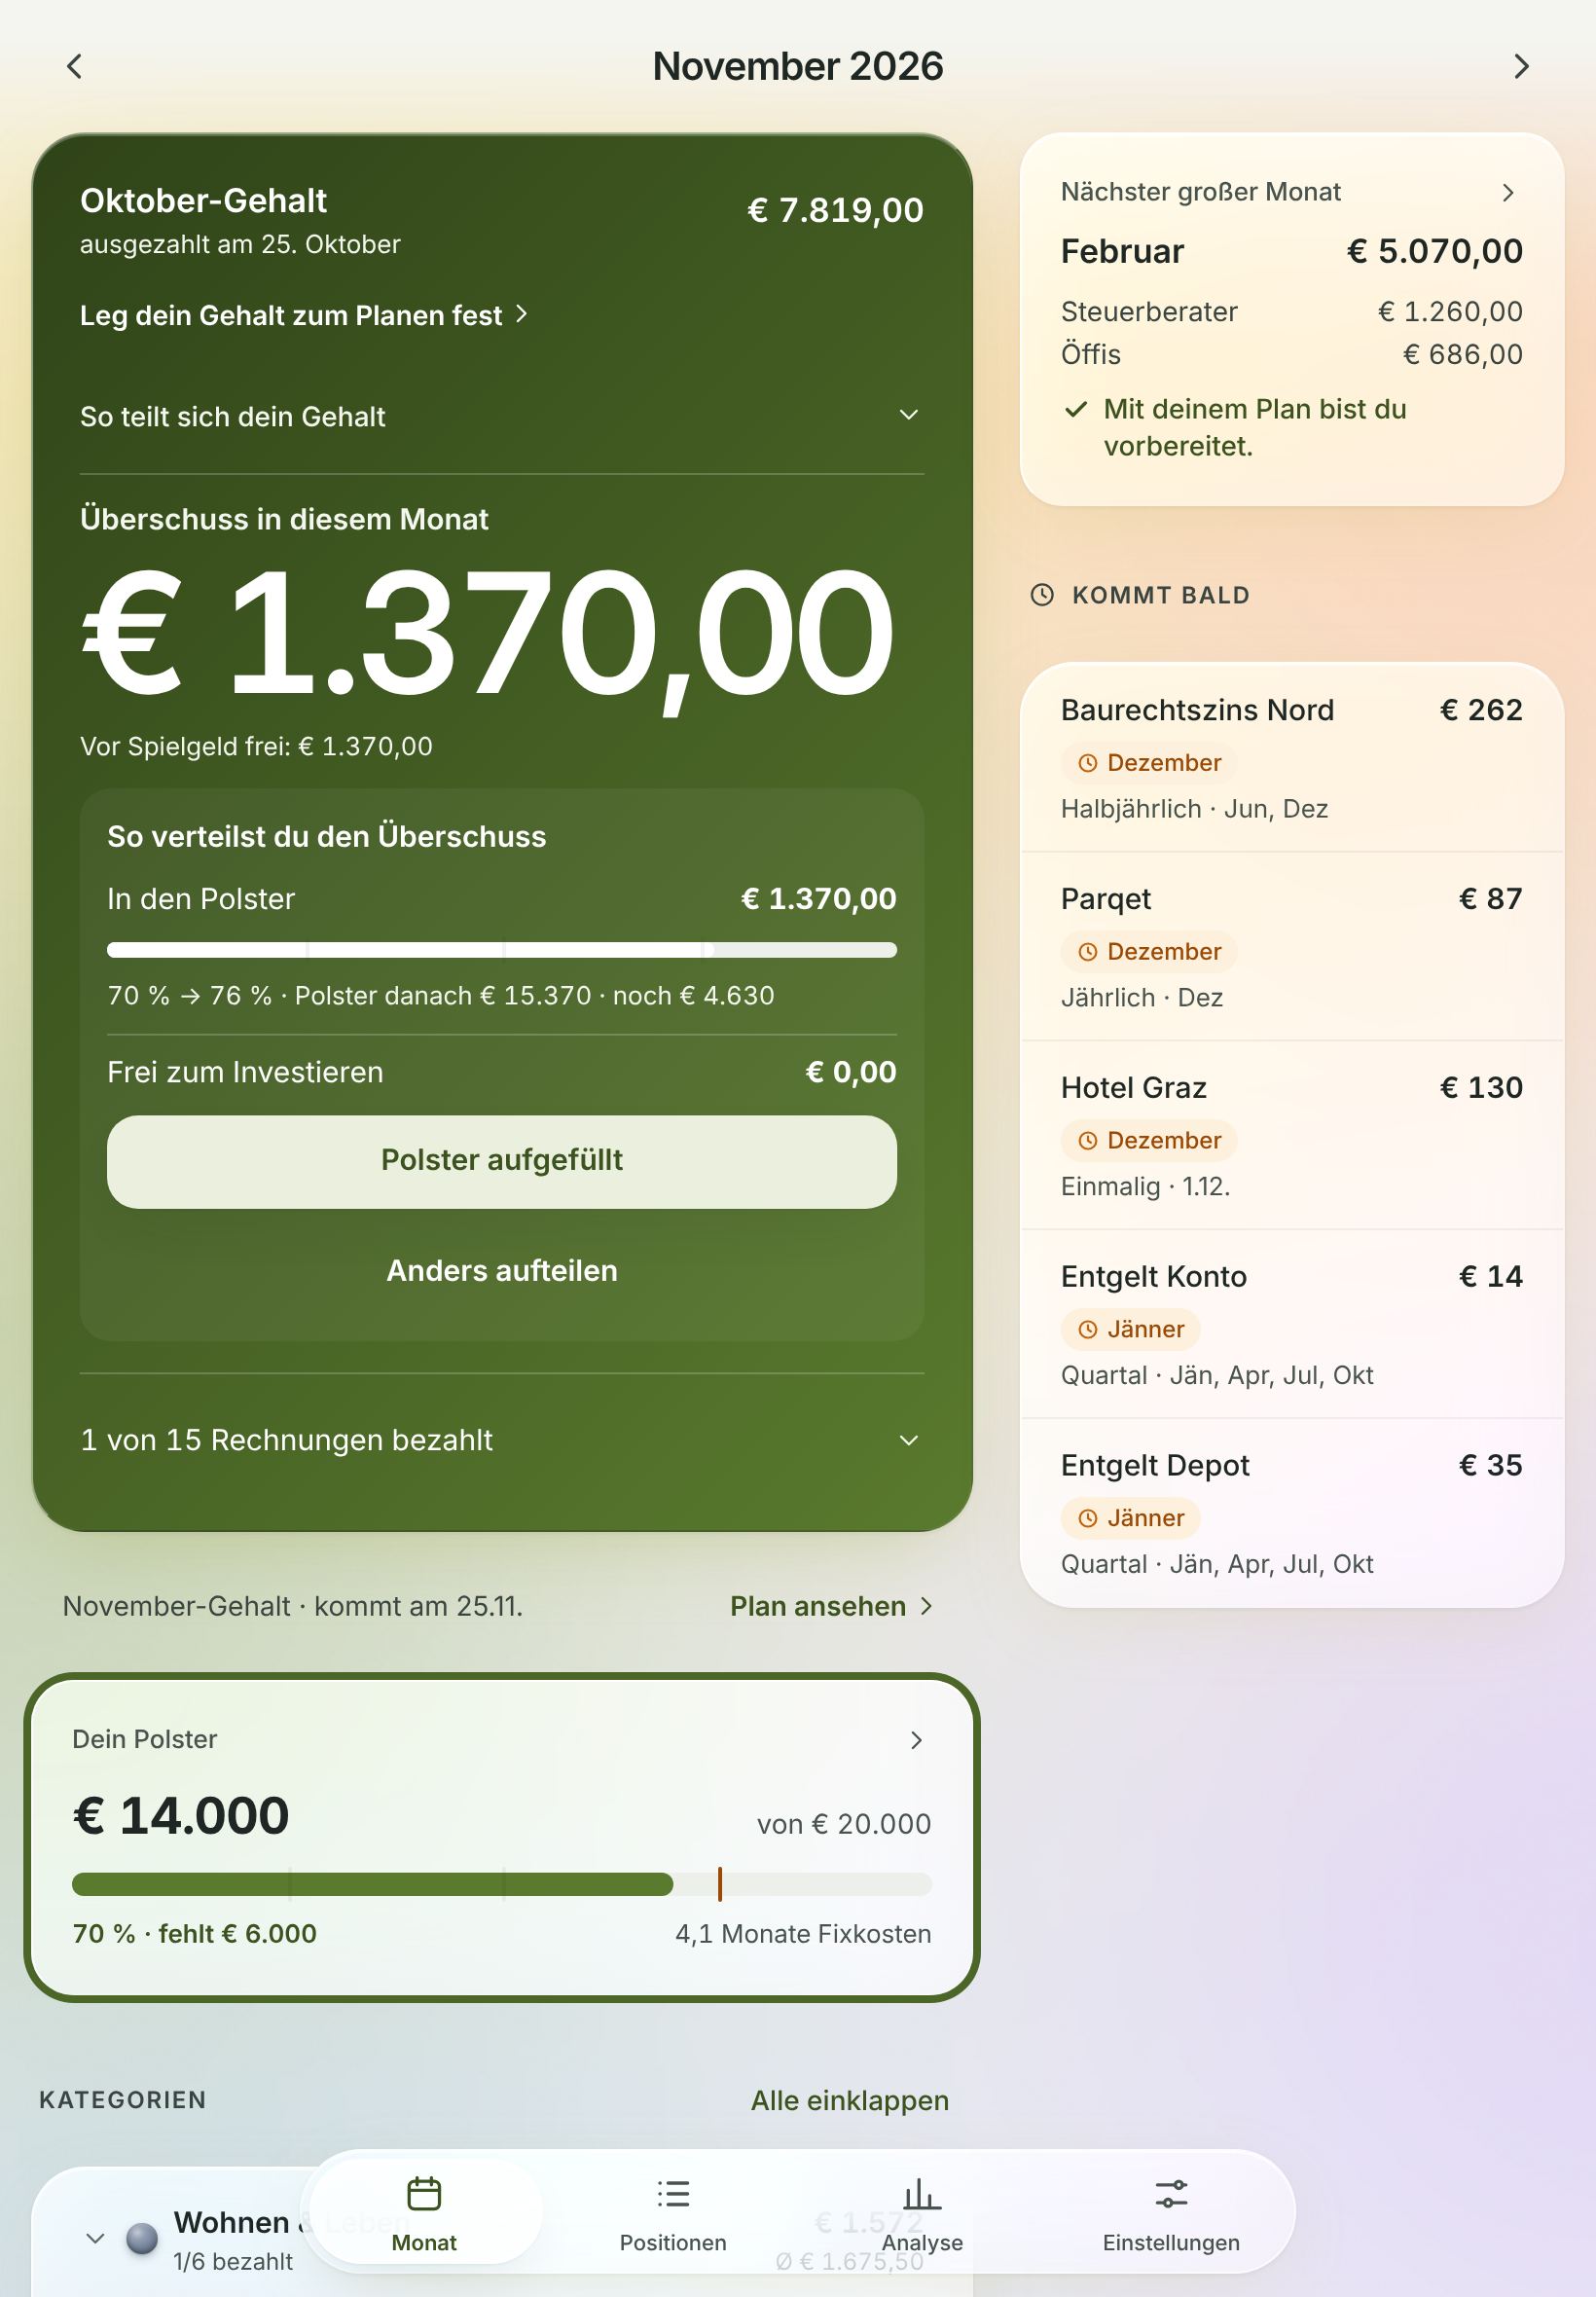 November 2026
Oktober-Gehalt
€ 7.819,00
ausgezahlt am 25. Oktober
Leg dein Gehalt zum Planen fest
So teilt sich dein Gehalt
Überschuss in diesem Monat
€ 1.370,00
Vor Spielgeld frei: € 1.370,00
So verteilst du den Überschuss
In den Polster
€ 1.370,00
70 % → 76 % · Polster danach € 15.370 · noch € 4.630
Frei zum Investieren
€ 0,00
Polster aufgefüllt
Anders aufteilen
1 von 15 Rechnungen bezahlt
November-Gehalt · kommt am 25.11.
Plan ansehen
Dein Polster
€ 14.000
von € 20.000
70 % · fehlt € 6.000
4,1 Monate Fixkosten
KATEGORIEN
Alle einklappen
Wohnen & Leben
€ 1.572
1/6 bezahlt
Ø € 1.675,50
Nächster großer Monat
Februar
€ 5.070,00
Steuerberater
€ 1.260,00
Öffis
€ 686,00
Mit deinem Plan bist du
vorbereitet.
KOMMT BALD
Baurechtszins Nord
€ 262
Dezember
Halbjährlich · Jun, Dez
Parqet
€ 87
Dezember
Jährlich · Dez
Hotel Graz
€ 130
Dezember
Einmalig · 1.12.
Entgelt Konto
€ 14
Jänner
Quartal · Jän, Apr, Jul, Okt
Entgelt Depot
€ 35
Jänner
Quartal · Jän, Apr, Jul, Okt
Monat
Positionen
Analyse
Einstellungen